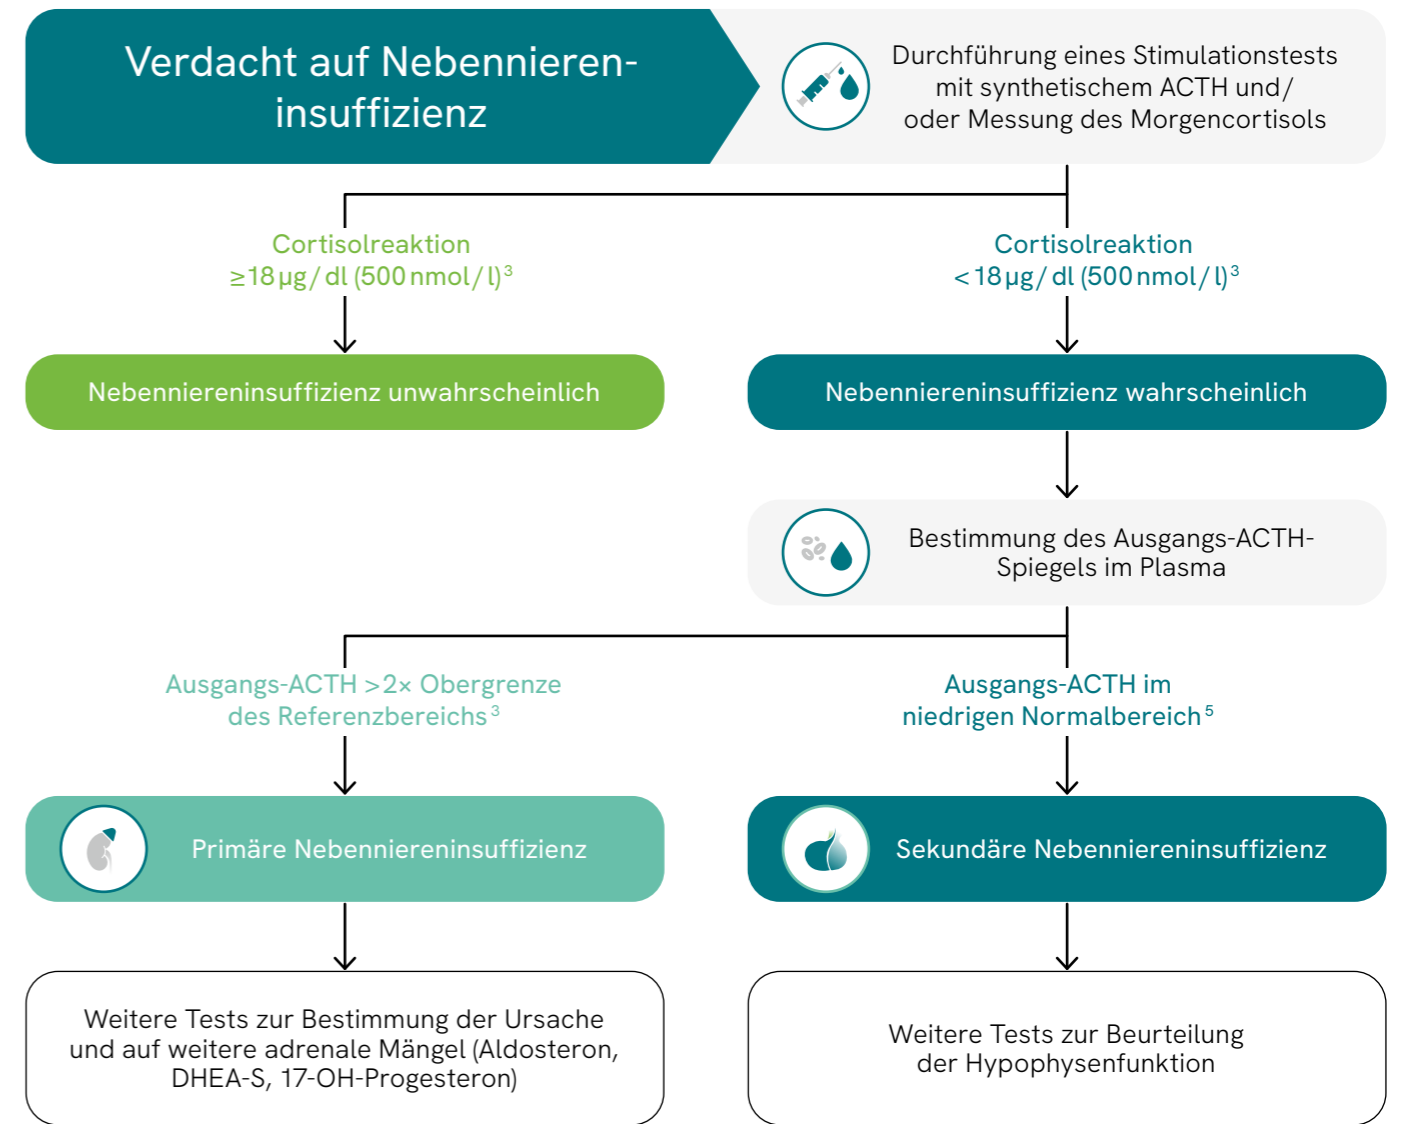 Verdacht auf Nebennieren-
insuffizienz
Durchführung eines Stimulationstests
mit synthetischem ACTH und/
oder Messung des Morgencortisols
Cortisolreaktion
≥18 µg/dl (500 nmol/l)³
Cortisolreaktion
<18 µg/dl (500 nmol/l)³
Nebenniereninsuffizienz unwahrscheinlich
Nebenniereninsuffizienz wahrscheinlich
Bestimmung des Ausgangs-ACTH-
Spiegels im Plasma
Ausgangs-ACTH >2× Obergrenze
des Referenzbereichs³
Ausgangs-ACTH im
niedrigen Normalbereich⁵
Primäre Nebenniereninsuffizienz
Sekundäre Nebenniereninsuffizienz
Weitere Tests zur Bestimmung der Ursache
und auf weitere adrenale Mängel (Aldosteron,
DHEA-S, 17-OH-Progesteron)
Weitere Tests zur Beurteilung
der Hypophysenfunktion